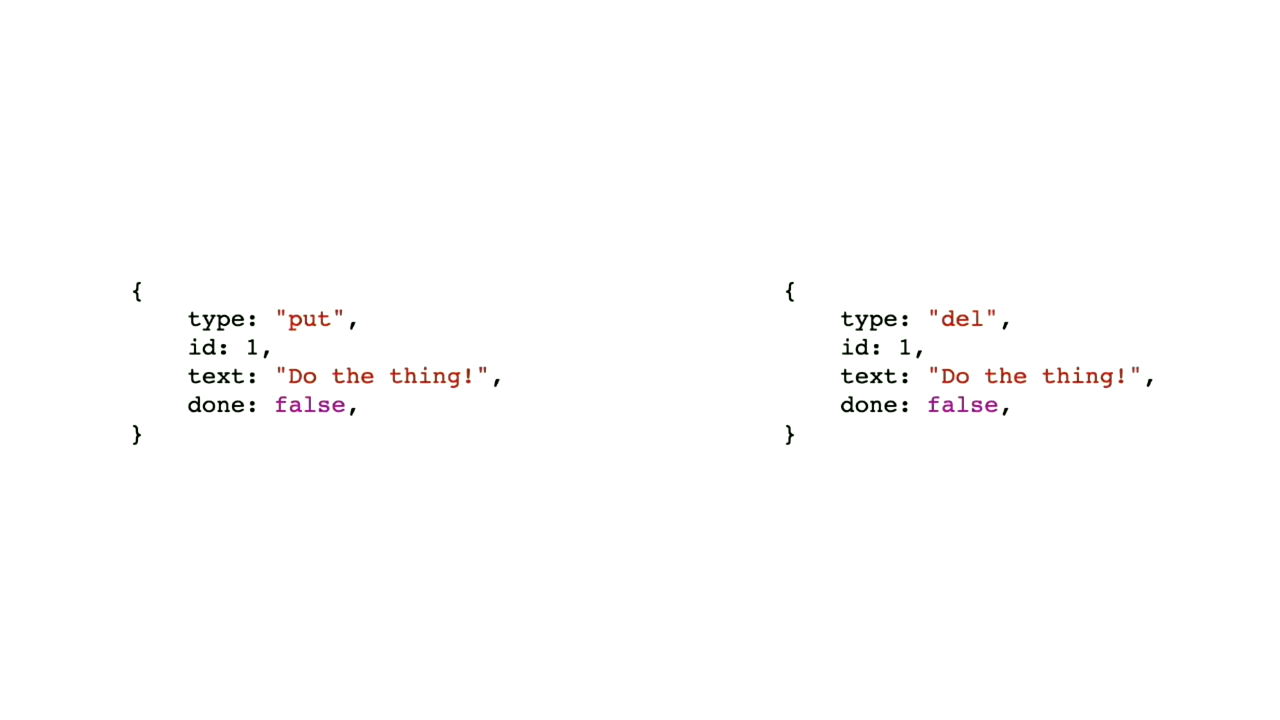 {
    type: "put",
    id: 1,
    text: "Do the thing!",
    done: false,
}
{
    type: "del",
    id: 1,
    text: "Do the thing!",
    done: false,
}